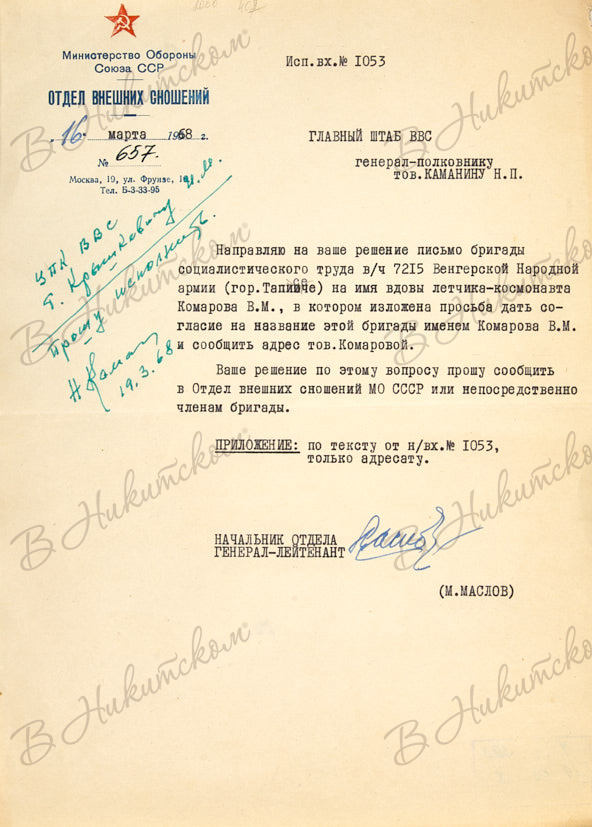 Министерство Обороны
Союза ССР
ОТДЕЛ ВНЕШНИХ СНОШЕНИЙ
"16" марта 1968 г.
№ 657.
Москва, 19, ул. Фрунзе, 19
Тел. Б-3-33-95
Исп.вх.№ I053
ГЛАВНЫЙ ШТАБ ВВС
генерал-полковнику
тов.КАМАНИНУ Н.П.
ЦПК ВВС
т. Крышкевичу И.М.
Прошу исполнить.
НКаман
19.3.68
Направляю на ваше решение письмо бригады
социалистического труда в/ч 72I5 Венгерской Народной
армии (гор. на имя вдовы летчика-космонавта
Комарова В.М., в котором изложена просьба дать со-
гласие на название этой бригады именем Комарова В.М.
и сообщить адрес тов.Комаровой.
Ваше решение по этому вопросу прошу сообщить
в Отдел внешних сношений МО СССР или непосредственно
членам бригады.
ПРИЛОЖЕНИЕ: по тексту от н/вх.№ I053,
только адресату.
НАЧАЛЬНИК ОТДЕЛА
ГЕНЕРАЛ-ЛЕЙТЕНАНТ
(М.МАСЛОВ)
В. Никитском